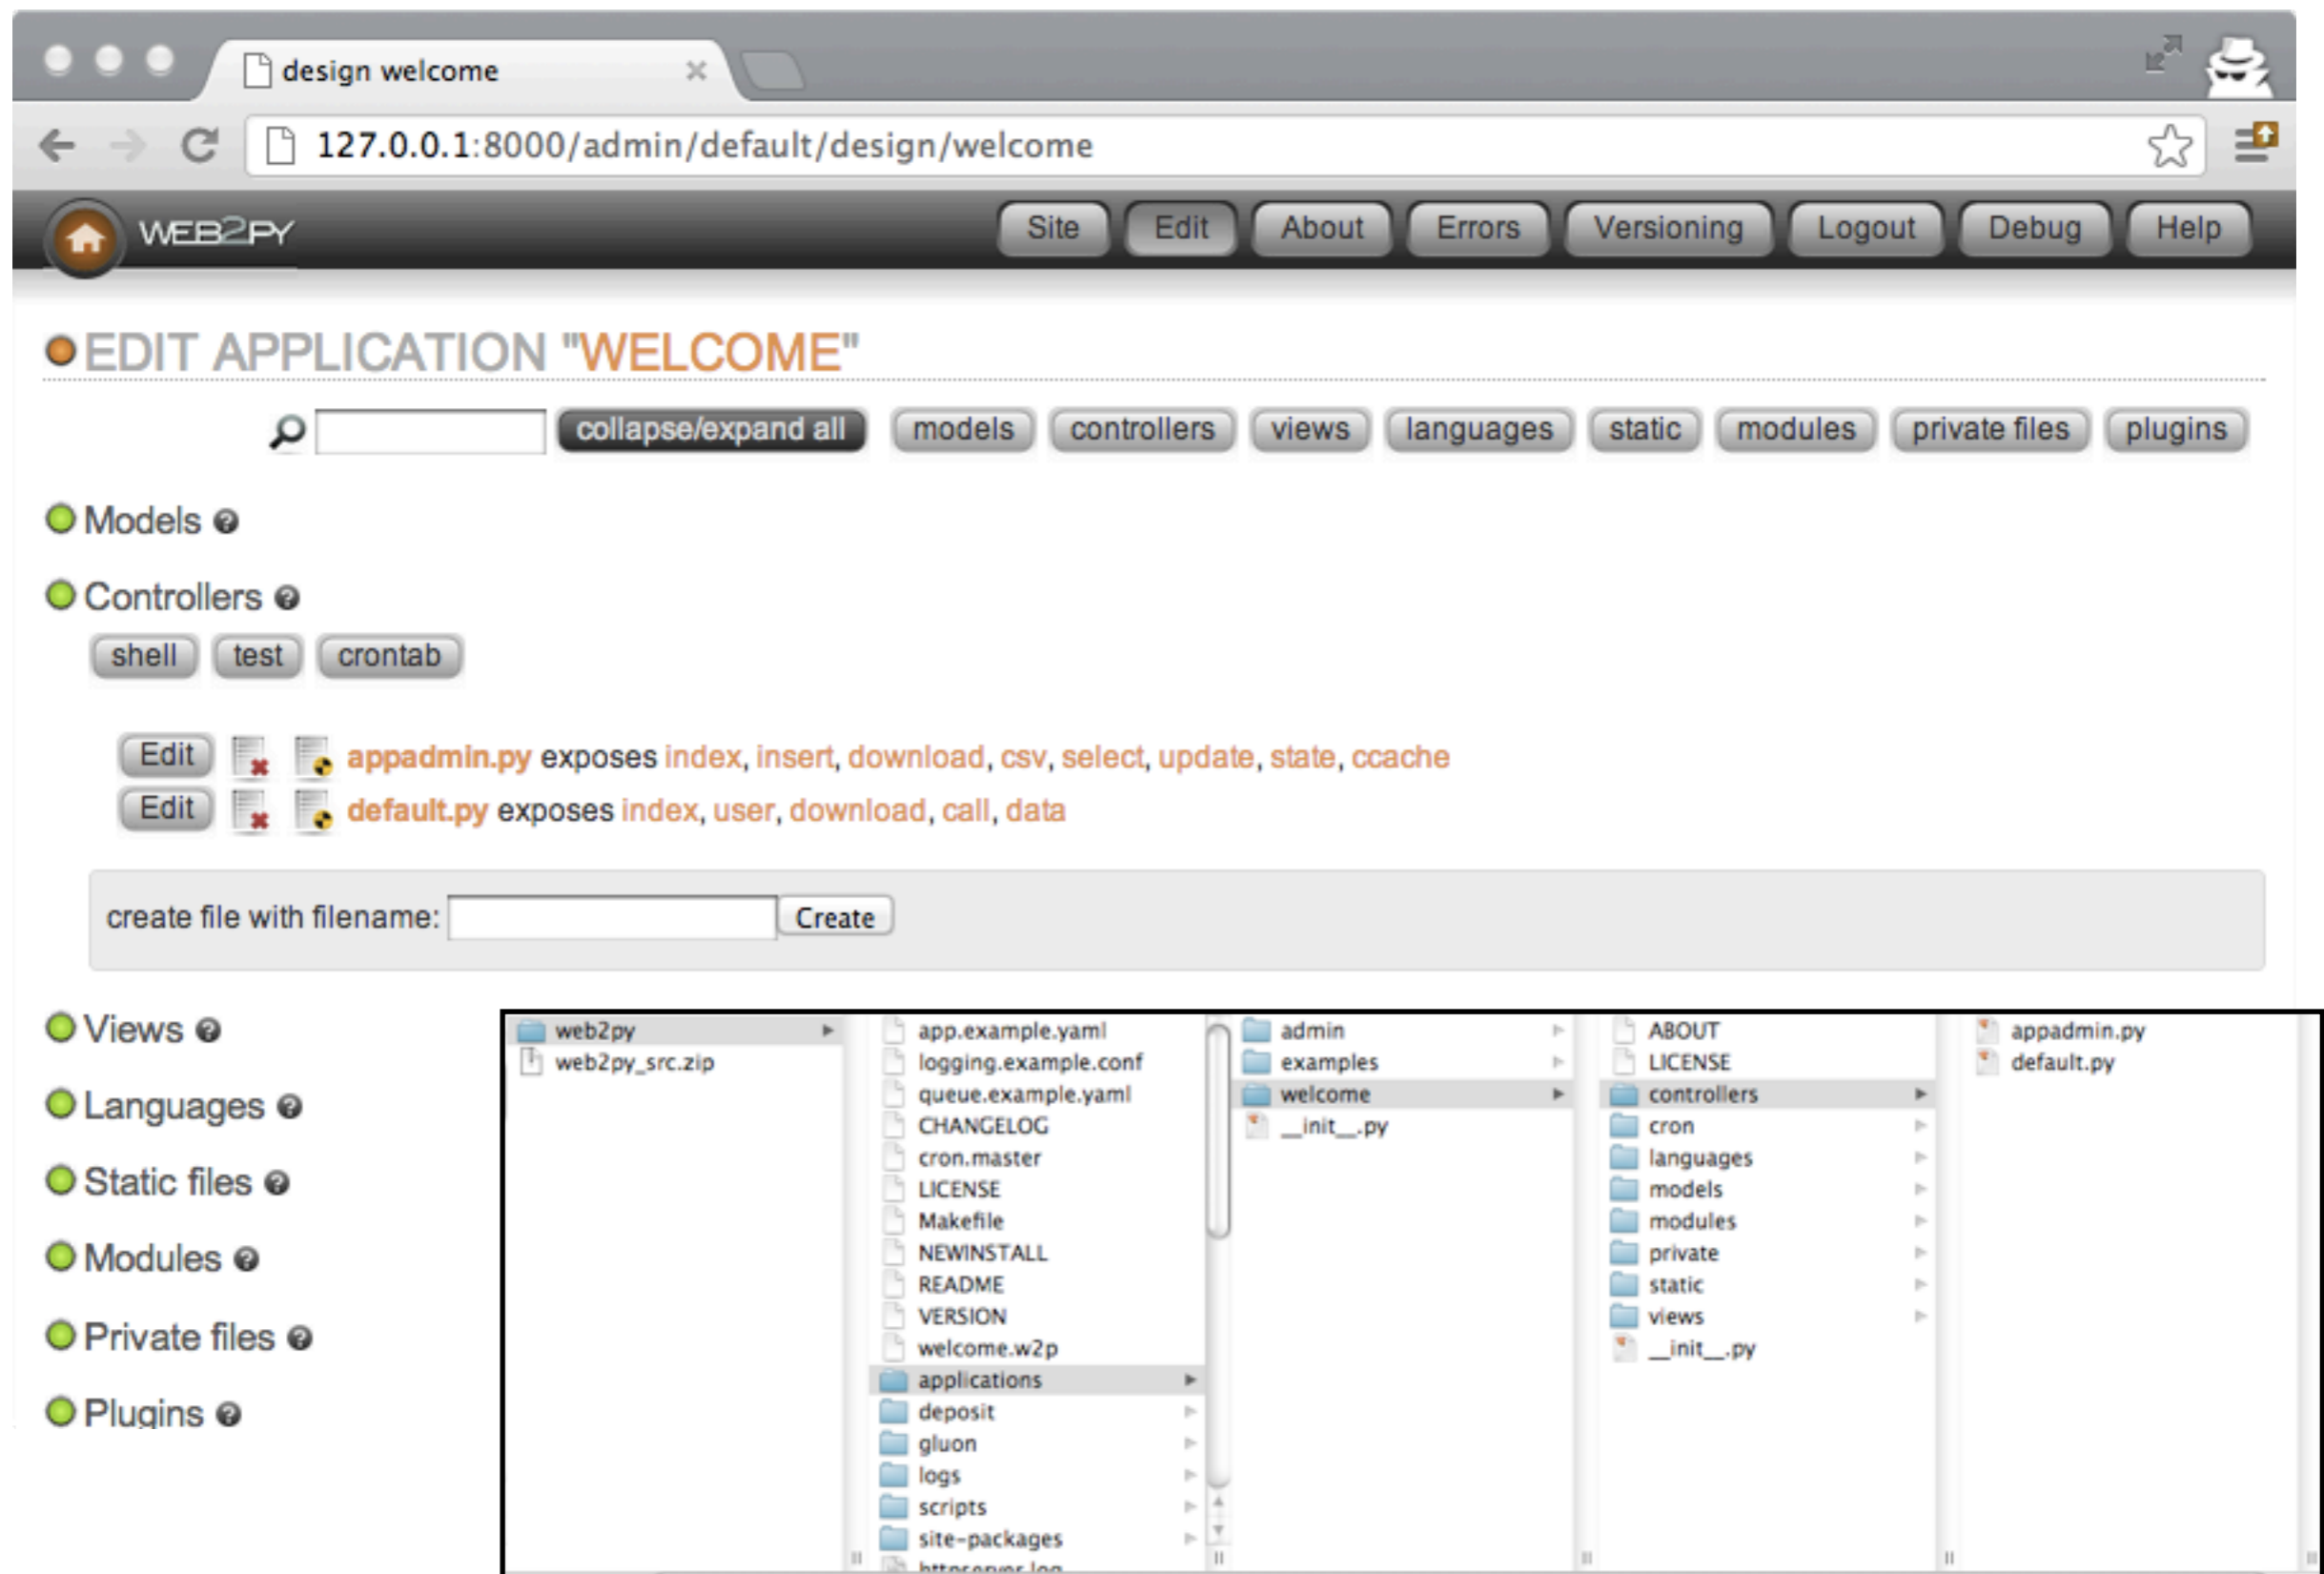 design welcome
127.0.0.1:8000/admin/default/design/welcome
WEB2PY Site Edit About Errors Versioning Logout Debug Help
EDIT APPLICATION "WELCOME"
collapse/expand all models controllers views languages static modules private files plugins
Models
Controllers
shell test crontab
Edit appadmin.py exposes index, insert, download, csv, select, update, state, ccache
Edit default.py exposes index, user, download, call, data
create file with filename: Create
Views
Languages
Static files
Modules
Private files
Plugins
web2py
web2py_src.zip
app.example.yaml
logging.example.conf
queue.example.yaml
CHANGELOG
cron.master
LICENSE
Makefile
NEWINSTALL
README
VERSION
welcome.w2p
applications
deposit
gluon
logs
scripts
site-packages
httpserver.log
admin
examples
welcome
__init__.py
ABOUT
LICENSE
controllers
cron
languages
models
modules
private
static
views
__init__.py
appadmin.py
default.py